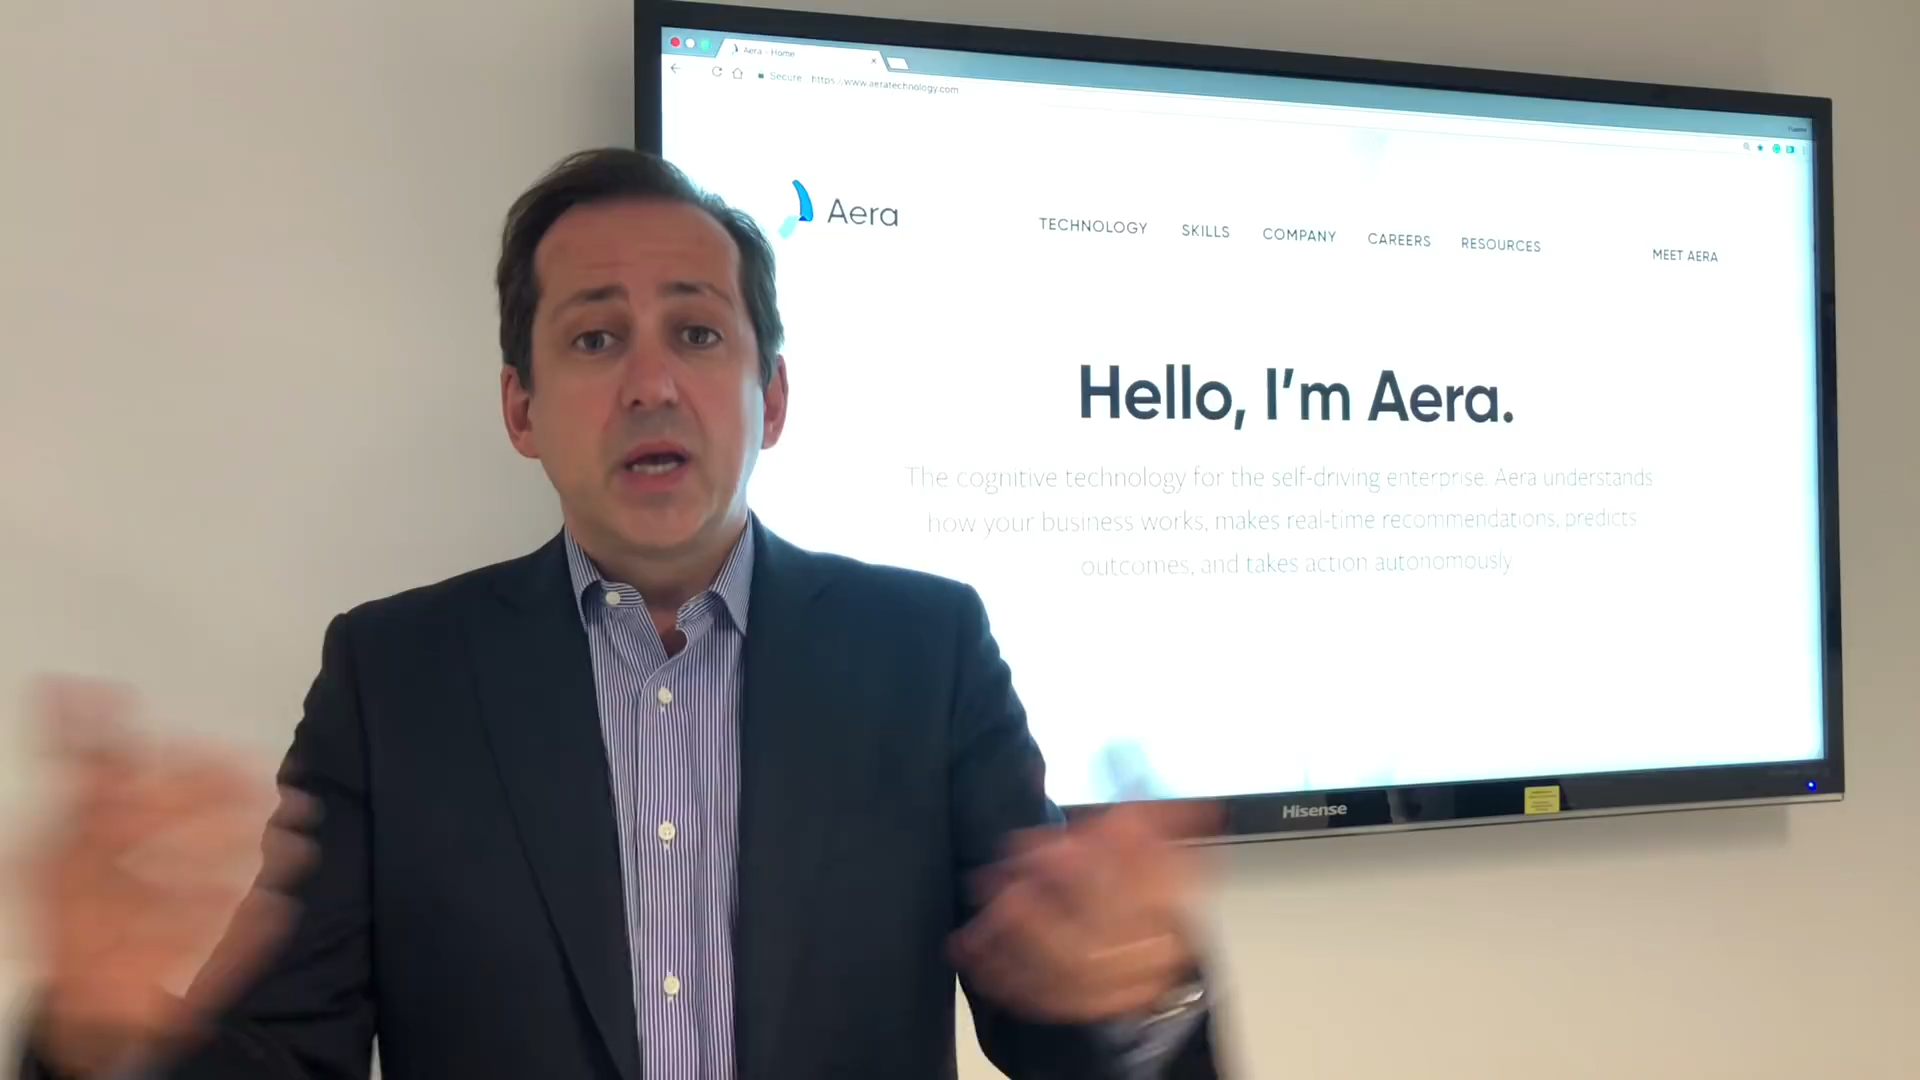 Aera - Home
Secure https://www.aeratechnology.com
Aera
TECHNOLOGY SKILLS COMPANY CAREERS RESOURCES MEET AERA
Hello, I'm Aera.
The cognitive technology for the self-driving enterprise. Aera understands
how your business works, makes real-time recommendations, predicts
outcomes, and takes action autonomously
Hisense